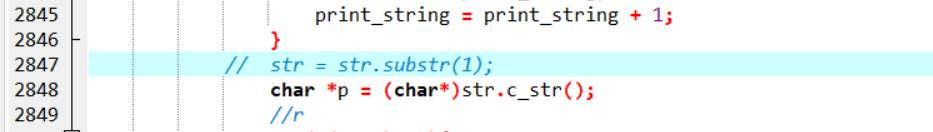 2845 print_string = print_string + 1;
2846 }
2847 // str = str.substr(1);
2848 char *p = (char*)str.c_str();
2849 //r